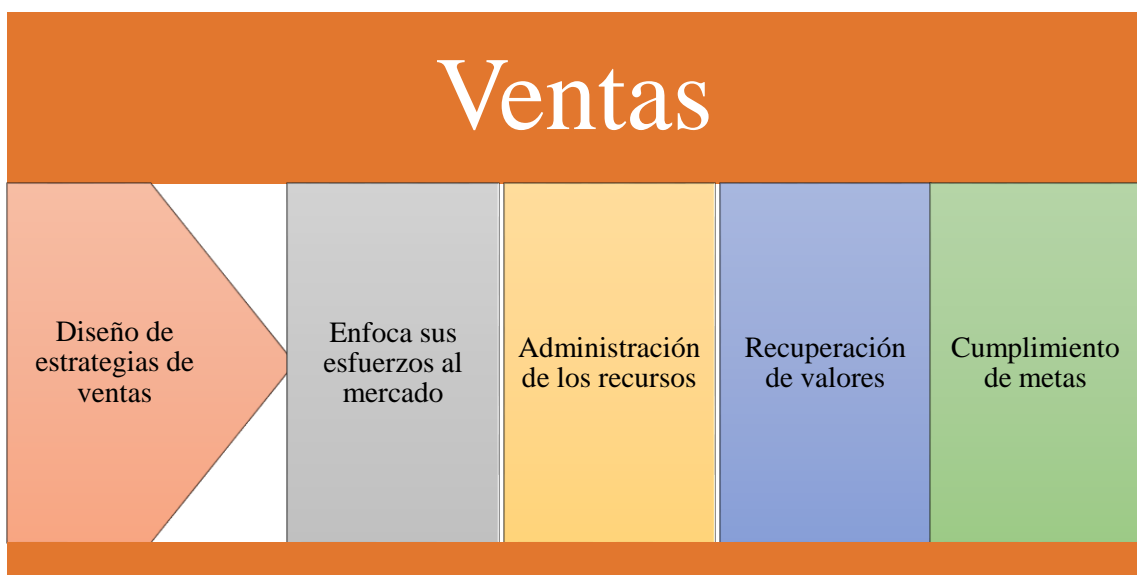 Ventas
Diseño de
estrategias de
ventas
Enfoca sus
esfuerzos al
mercado
Administración
de los recursos
Recuperación
de valores
Cumplimiento
de metas